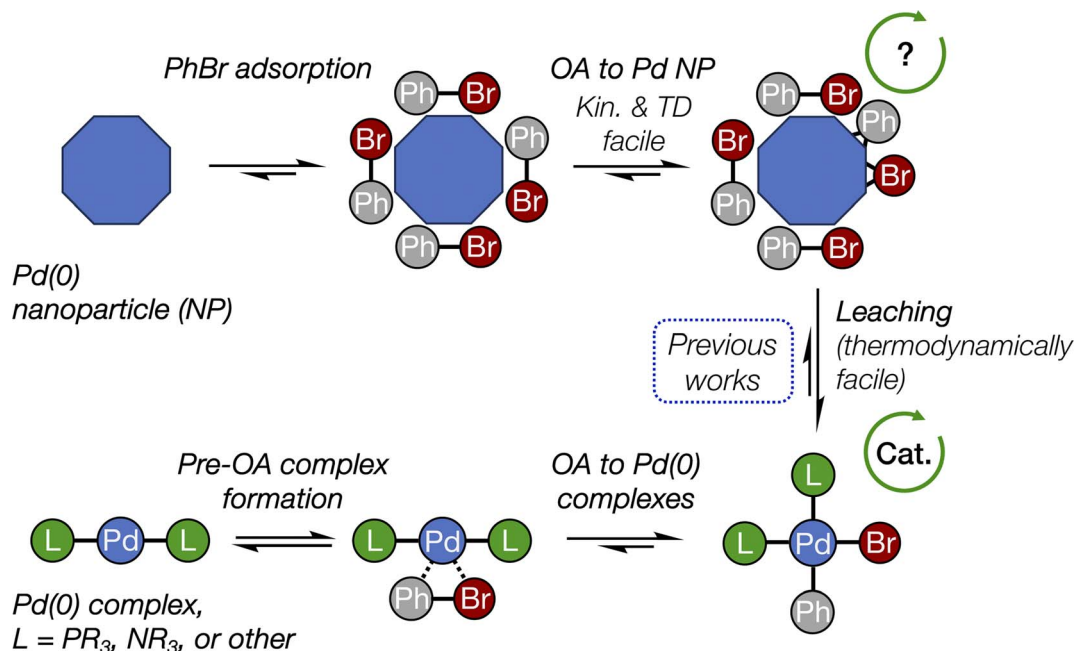 PhBr adsorption
OA to Pd NP
Kin. & TD
facile
?
Ph Br
Ph Br
Br Ph
Ph Br
Br Ph
Ph Br
Br Ph
Ph Br
Ph Br
Pd(0)
nanoparticle (NP)
Previous
works
Leaching
(thermodynamically
facile)
Cat.
Pre-OA complex
formation
OA to Pd(0)
complexes
L Pd L
L Pd L
Ph Br
L
L Pd Br
Ph
Pd(0) complex,
L = PR₃, NR₃, or other